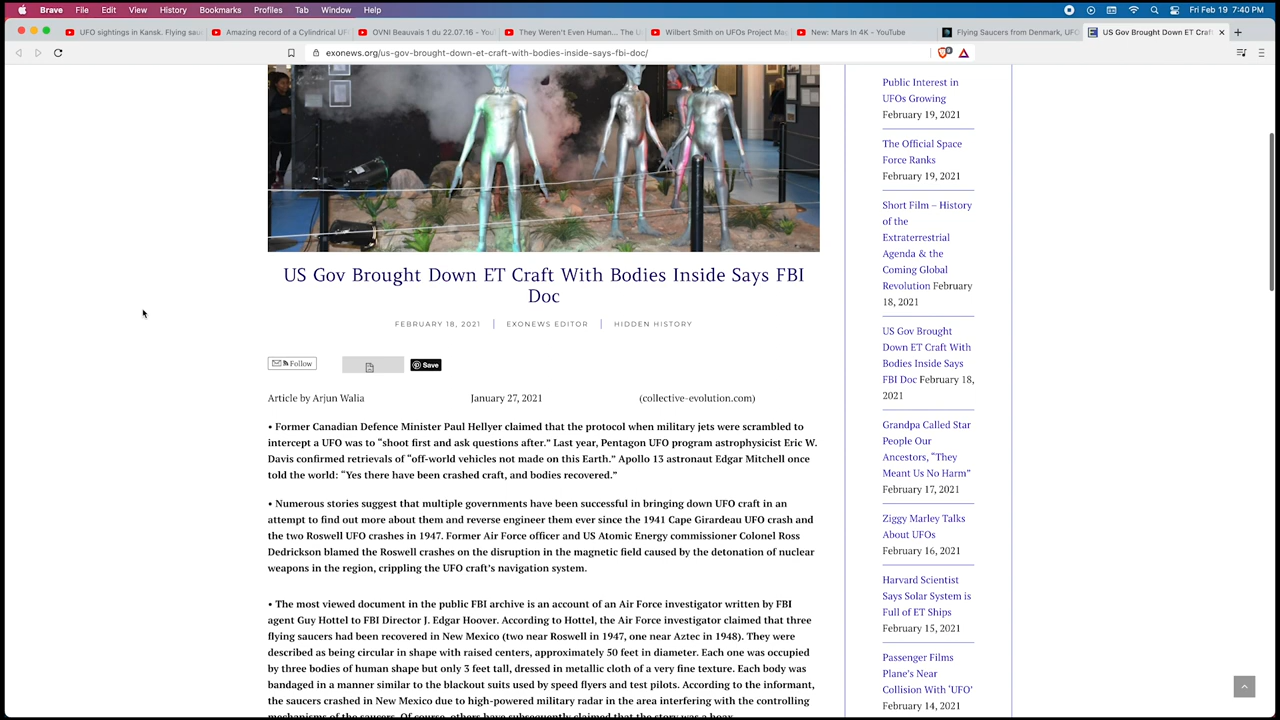 Brave File Edit View History Bookmarks Profiles Tab Window Help Fri Feb 19 7:40 PM
UFO sightings in Kansk. Flying sau
Amazing record of a Cylindrical UF
OVNI Beauvais 1 du 22.07.16 - You
They Weren't Even Human... The U
Wilbert Smith on UFOs Project Ma
New: Mars In 4K - YouTube
Flying Saucers from Denmark, UFO
US Gov Brought Down ET Craft
exonews.org/us-gov-brought-down-et-craft-with-bodies-inside-says-fbi-doc/
US Gov Brought Down ET Craft With Bodies Inside Says FBI
Doc
FEBRUARY 18, 2021 | EXONEWS EDITOR | HIDDEN HISTORY
Follow
Save
Article by Arjun Walia January 27, 2021 (collective-evolution.com)
• Former Canadian Defence Minister Paul Hellyer claimed that the protocol when military jets were scrambled to
intercept a UFO was to “shoot first and ask questions after.” Last year, Pentagon UFO program astrophysicist Eric W.
Davis confirmed retrievals of “off-world vehicles not made on this Earth.” Apollo 13 astronaut Edgar Mitchell once
told the world: “Yes there have been crashed craft, and bodies recovered.”
• Numerous stories suggest that multiple governments have been successful in bringing down UFO craft in an
attempt to find out more about them and reverse engineer them ever since the 1941 Cape Girardeau UFO crash and
the two Roswell UFO crashes in 1947. Former Air Force officer and US Atomic Energy commissioner Colonel Ross
Dedrickson blamed the Roswell crashes on the disruption in the magnetic field caused by the detonation of nuclear
weapons in the region, crippling the UFO craft’s navigation system.
• The most viewed document in the public FBI archive is an account of an Air Force investigator written by FBI
agent Guy Hottel to FBI Director J. Edgar Hoover. According to Hottel, the Air Force investigator claimed that three
flying saucers had been recovered in New Mexico (two near Roswell in 1947, one near Aztec in 1948). They were
described as being circular in shape with raised centers, approximately 50 feet in diameter. Each one was occupied
by three bodies of human shape but only 3 feet tall, dressed in metallic cloth of a very fine texture. Each body was
bandaged in a manner similar to the blackout suits used by speed flyers and test pilots. According to the informant,
the saucers crashed in New Mexico due to high-powered military radar in the area interfering with the controlling
mechanisms of the saucers. Of course, others have subsequently claimed that the story was a hoax.
Public Interest in
UFOs Growing
February 19, 2021
The Official Space
Force Ranks
February 19, 2021
Short Film – History
of the
Extraterrestrial
Agenda & the
Coming Global
Revolution February
18, 2021
US Gov Brought
Down ET Craft With
Bodies Inside Says
FBI Doc February 18,
2021
Grandpa Called Star
People Our
Ancestors, “They
Meant Us No Harm”
February 17, 2021
Ziggy Marley Talks
About UFOs
February 16, 2021
Harvard Scientist
Says Solar System is
Full of ET Ships
February 15, 2021
Passenger Films
Plane’s Near
Collision With ‘UFO’
February 14, 2021